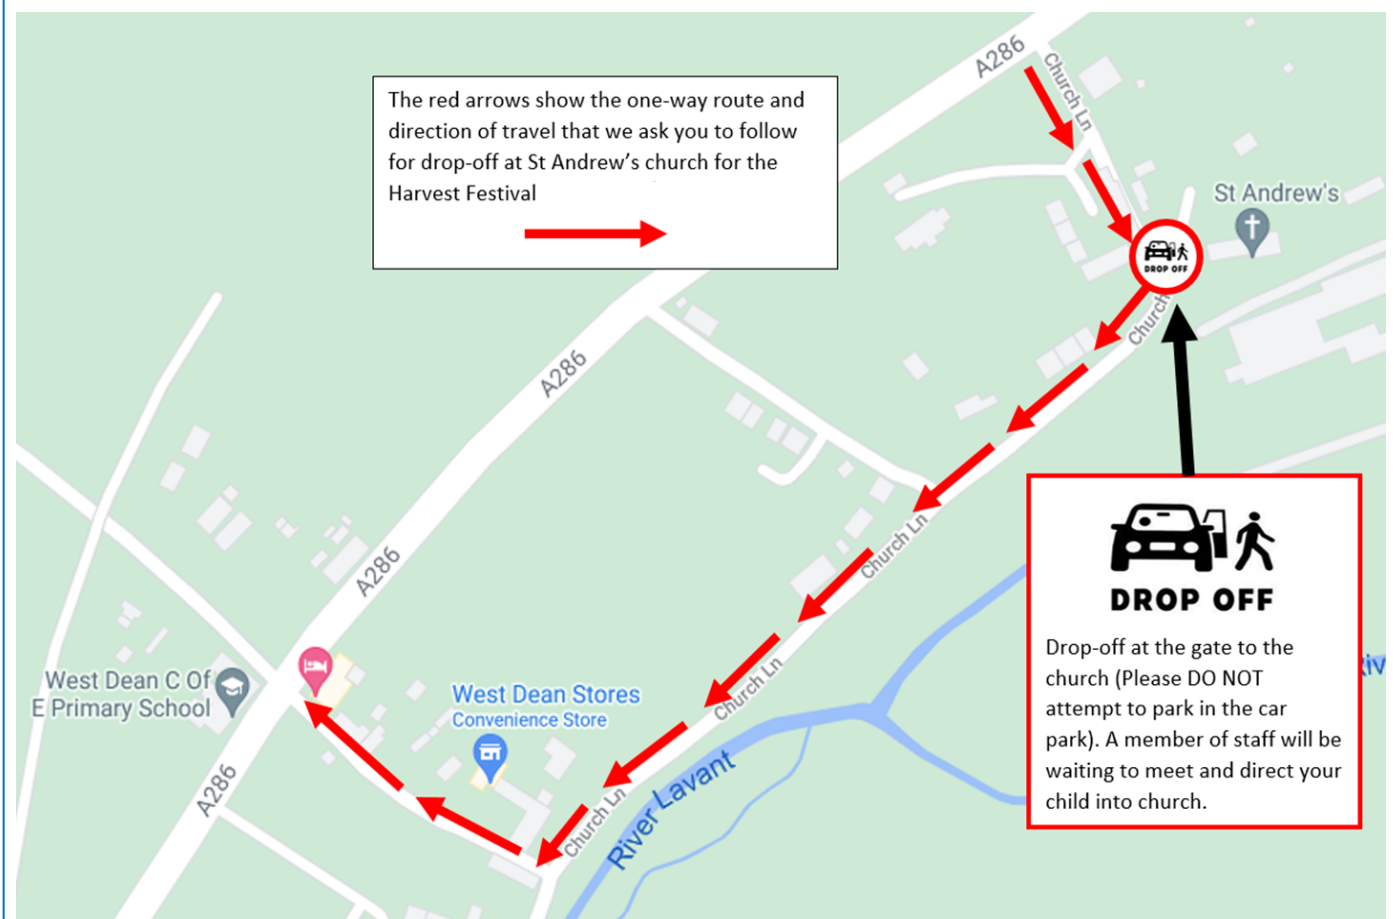 A286
Church Ln
The red arrows show the one-way route and
direction of travel that we ask you to follow
for drop-off at St Andrew’s church for the
Harvest Festival
St Andrew's
DROP OFF
Church
A286
Church Ln
A286
DROP OFF
Drop-off at the gate to the
church (Please DO NOT
attempt to park in the car
park). A member of staff will be
waiting to meet and direct your
child into church.
West Dean C Of
E Primary School
West Dean Stores
Convenience Store
Church Ln
Riv
A286
Church Ln
River Lavant